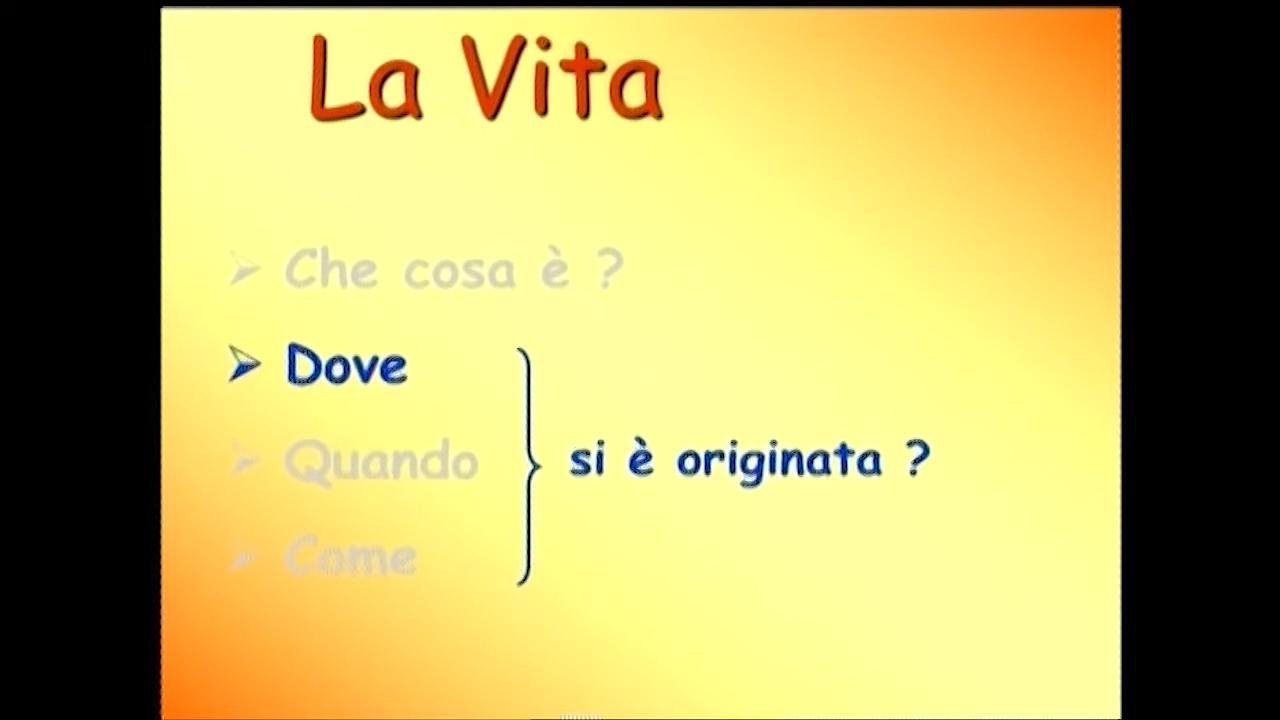 La Vita
Che cosa è ?
Dove
Quando
si è originata ?
Come